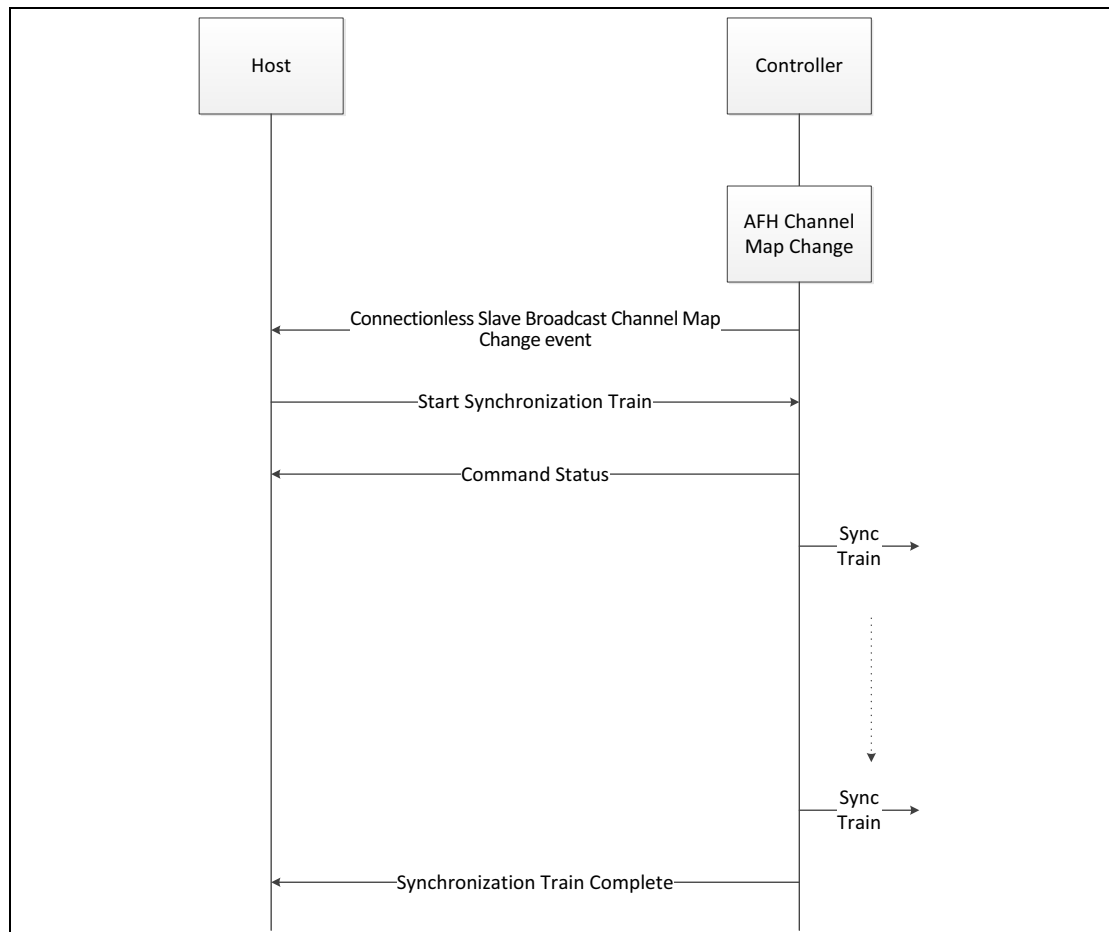 Host
Controller
AFH Channel
Map Change
Connectionless Slave Broadcast Channel Map
Change event
Start Synchronization Train
Command Status
Sync
Train
Sync
Train
Synchronization Train Complete